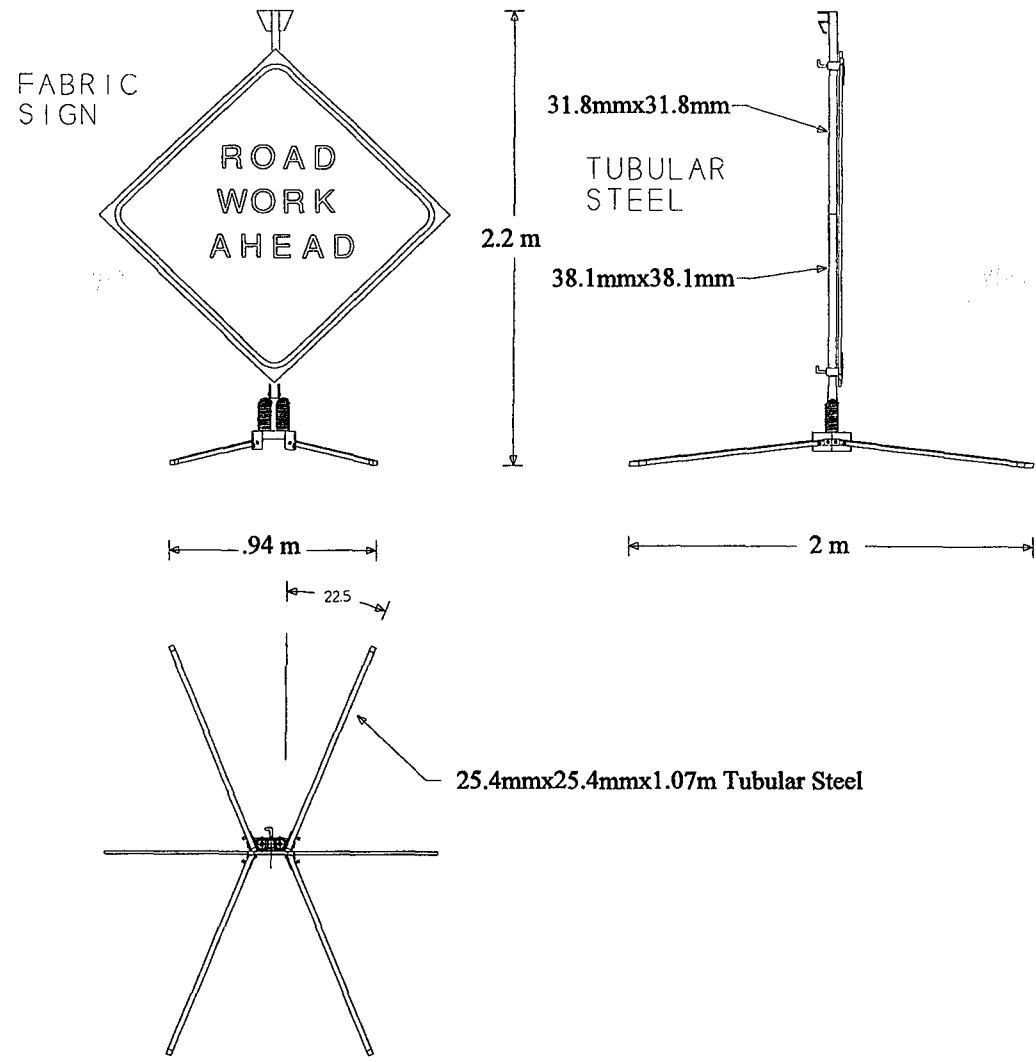 FABRIC
SIGN
ROAD
WORK
AHEAD
31.8mmx31.8mm
TUBULAR
STEEL
2.2 m
38.1mmx38.1mm
.94 m
2 m
22.5
25.4mmx25.4mmx1.07m Tubular Steel